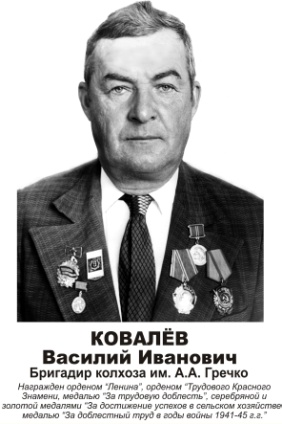 КОВАЛЁВ
Василий Иванович
Бригадир колхоза им. А.А. Гречко
Награжден орденом "Ленина", орденом "Трудового Красного
Знамени, медалью "За трудовую доблесть", серебряной и
золотой медалями "За достижение успехов в сельском хозяйстве
медалью "За доблестный труд в годы войны 1941-45 г.г."